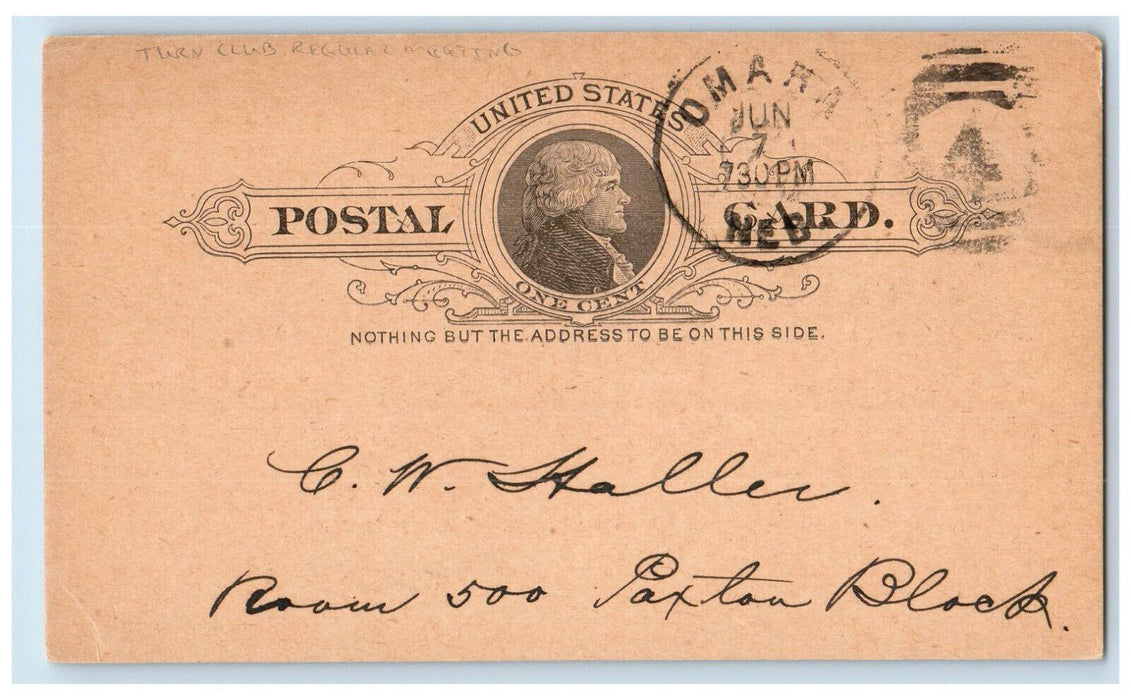 TURN CLUB REGULAR MEETING
UNITED STATES
POSTAL CARD.
ONE CENT
NOTHING BUT THE ADDRESS TO BE ON THIS SIDE.
OMAHA
JUN
7
730 PM
NEB
4
C. W. Haller.
Room 500 Paxton Block.